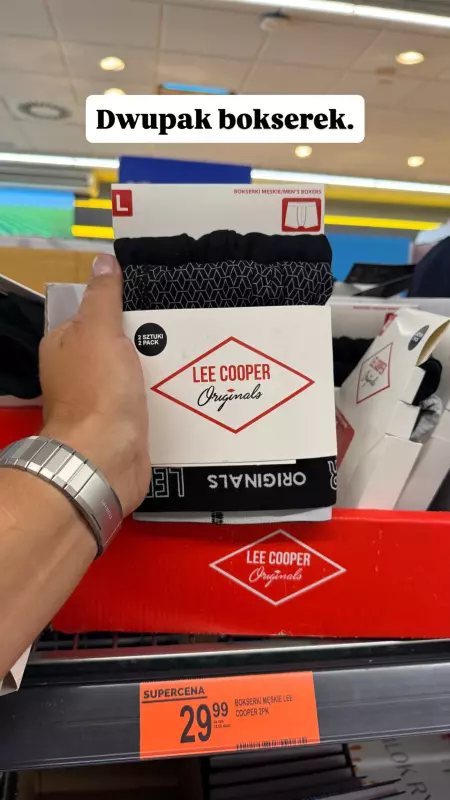 Dwupak bokserek.
BOKSERKI MĘSKIE/MEN'S BOXERS
L
2 SZTUKI
2 PACK
LEE COOPER
Originals
ORIGINALS
LEE COOPER
Originals
SUPERCENA
29 99
BOKSERKI MĘSKIE LEE
COOPER 2PK